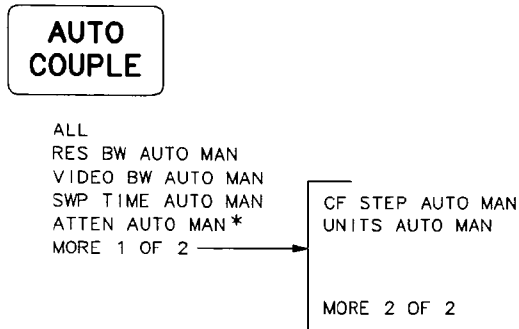 AUTO
COUPLE
ALL
RES BW AUTO MAN
VIDEO BW AUTO MAN
SWP TIME AUTO MAN
ATTEN AUTO MAN*
MORE 1 OF 2
CF STEP AUTO MAN
UNITS AUTO MAN
MORE 2 OF 2